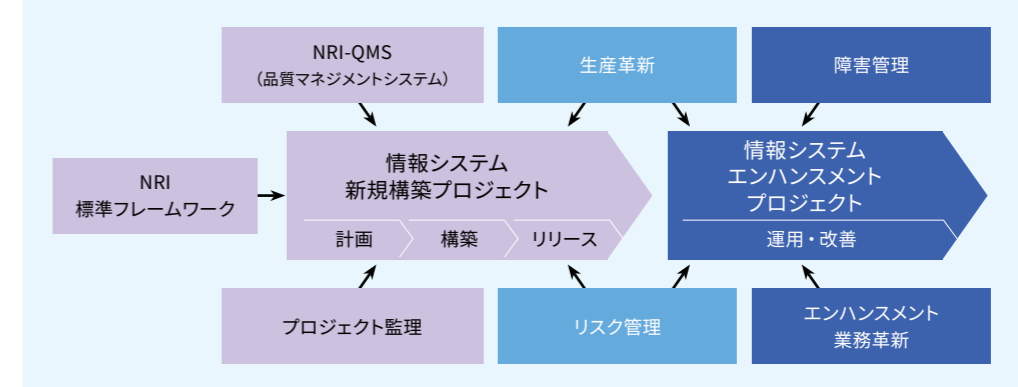 NRI-QMS
（品質マネジメントシステム）
生産革新
障害管理
NRI
標準フレームワーク
情報システム
新規構築プロジェクト
計画
構築
リリース
情報システム
エンハンスメント
プロジェクト
運用・改善
プロジェクト監理
リスク管理
エンハンスメント
業務革新